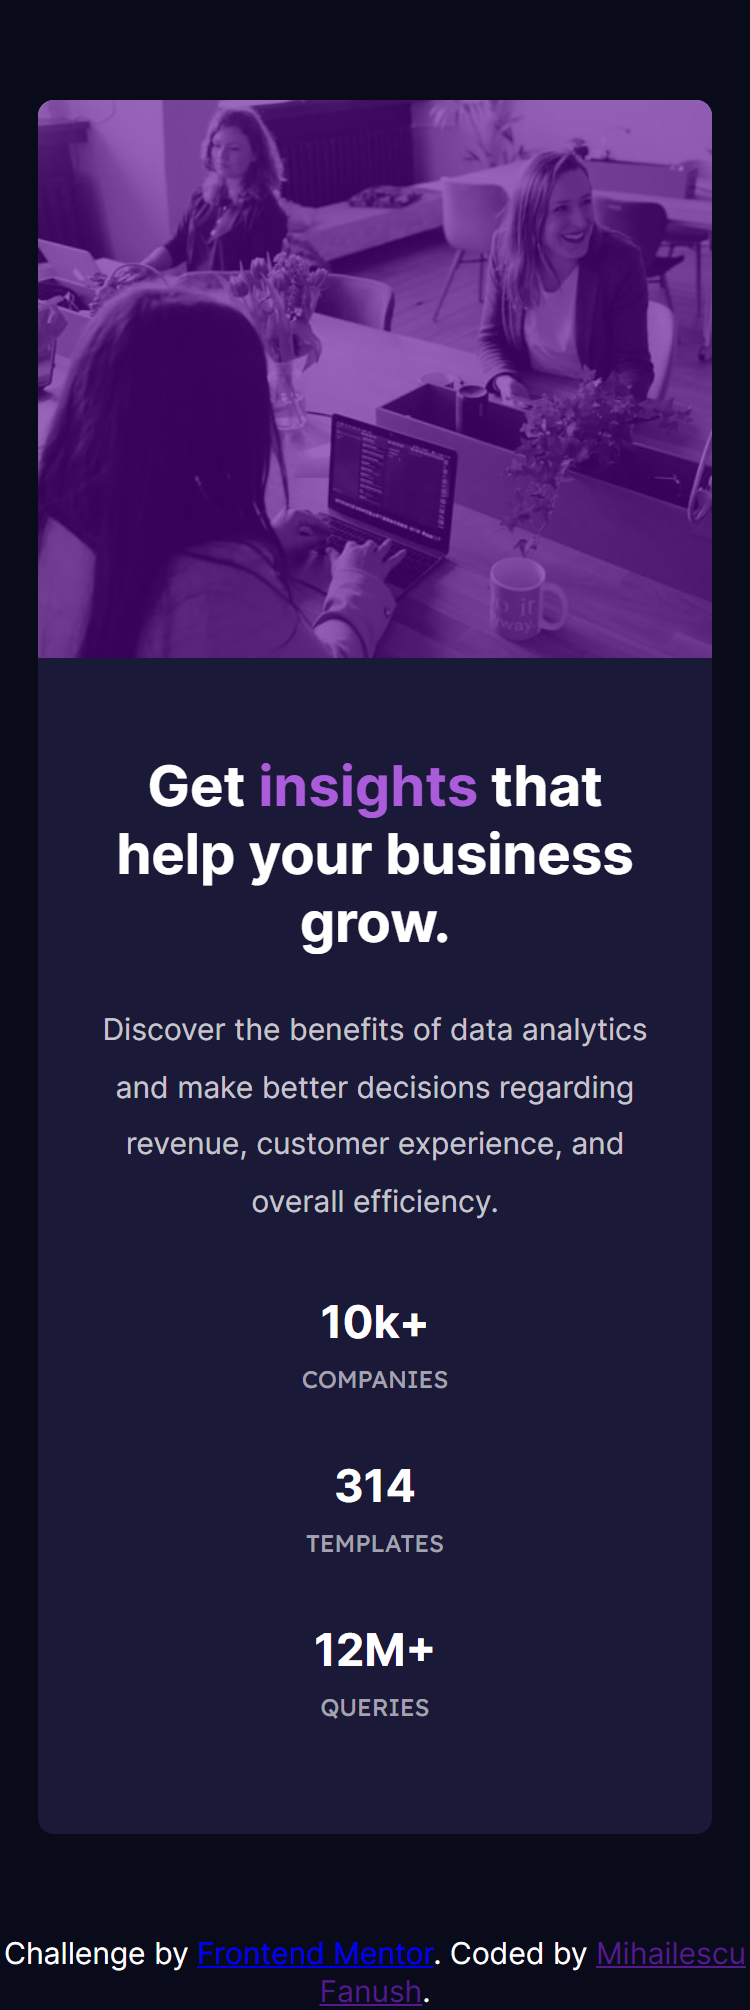 Get insights that
help your business
grow.
Discover the benefits of data analytics
and make better decisions regarding
revenue, customer experience, and
overall efficiency.
10k+
COMPANIES
314
TEMPLATES
12M+
QUERIES
Challenge by Frontend Mentor. Coded by Mihailescu
Fanush.